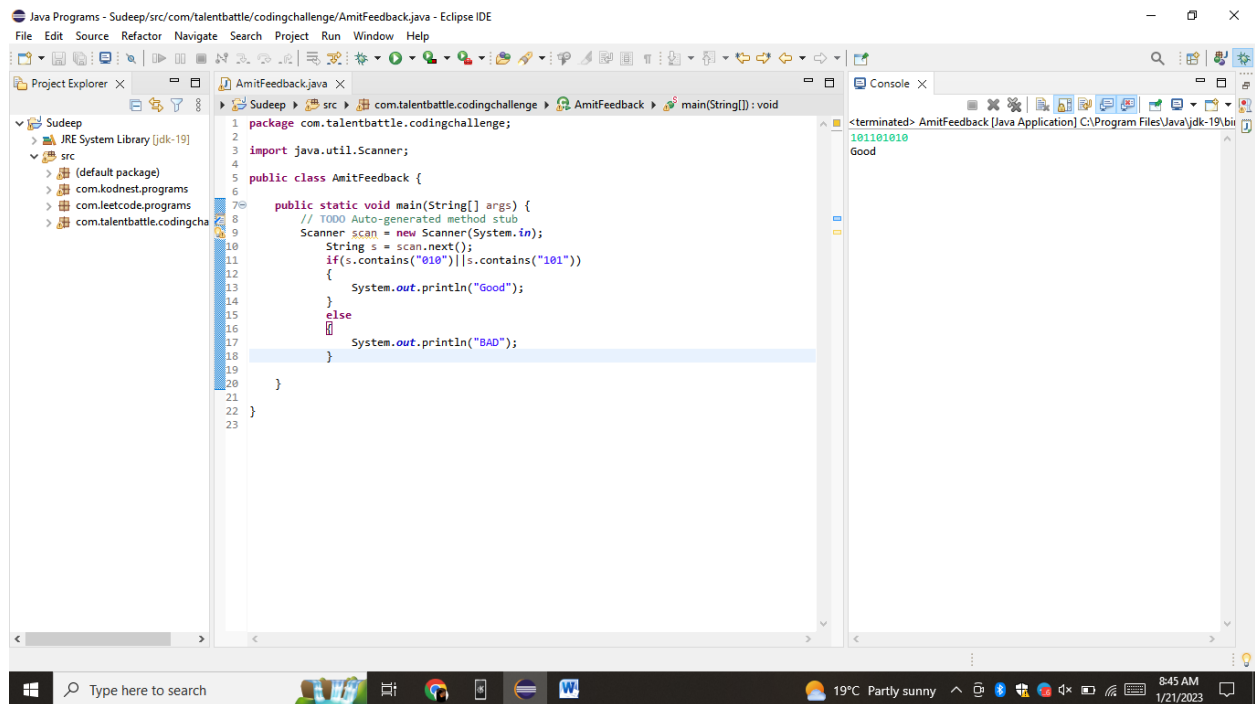 Java Programs - Sudeep/src/com/talentbattle/codingchallenge/AmitFeedback.java - Eclipse IDE
File Edit Source Refactor Navigate Search Project Run Window Help
Project Explorer
Sudeep
JRE System Library [jdk-19]
src
(default package)
com.kodnest.programs
com.leetcode.programs
com.talentbattle.codingcha
AmitFeedback.java
Sudeep src com.talentbattle.codingchallenge AmitFeedback main(String[]) : void
1 package com.talentbattle.codingchallenge;
2
3 import java.util.Scanner;
4
5 public class AmitFeedback {
6
7 public static void main(String[] args) {
8 // TODO Auto-generated method stub
9 Scanner scan = new Scanner(System.in);
10 String s = scan.next();
11 if(s.contains("010")||s.contains("101"))
12 {
13 System.out.println("Good");
14 }
15 else
16 {
17 System.out.println("BAD");
18 }
19
20 }
21
22 }
23
Console
<terminated> AmitFeedback [Java Application] C:\Program Files\Java\jdk-19\bin
101101010
Good
Type here to search
19°C Partly sunny
8:45 AM
1/21/2023